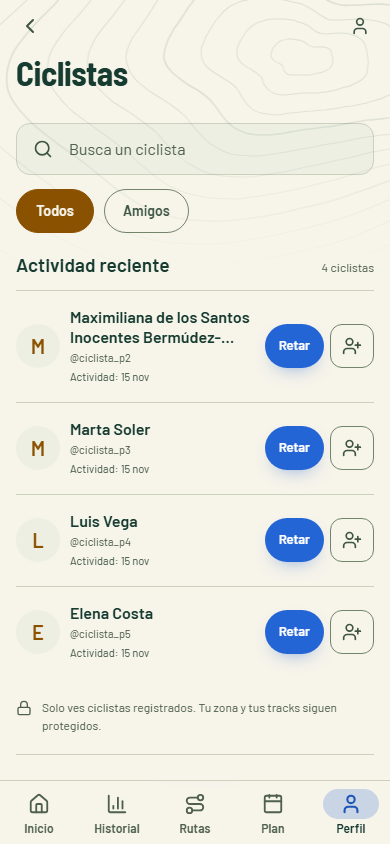 Ciclistas
Busca un ciclista
Todos
Amigos
Actividad reciente
4 ciclistas
M
Maximiliana de los Santos
Inocentes Bermúdez-...
@ciclista_p2
Actividad: 15 nov
Retar
M
Marta Soler
@ciclista_p3
Actividad: 15 nov
Retar
L
Luis Vega
@ciclista_p4
Actividad: 15 nov
Retar
E
Elena Costa
@ciclista_p5
Actividad: 15 nov
Retar
Solo ves ciclistas registrados. Tu zona y tus tracks siguen
protegidos.
Inicio
Historial
Rutas
Plan
Perfil